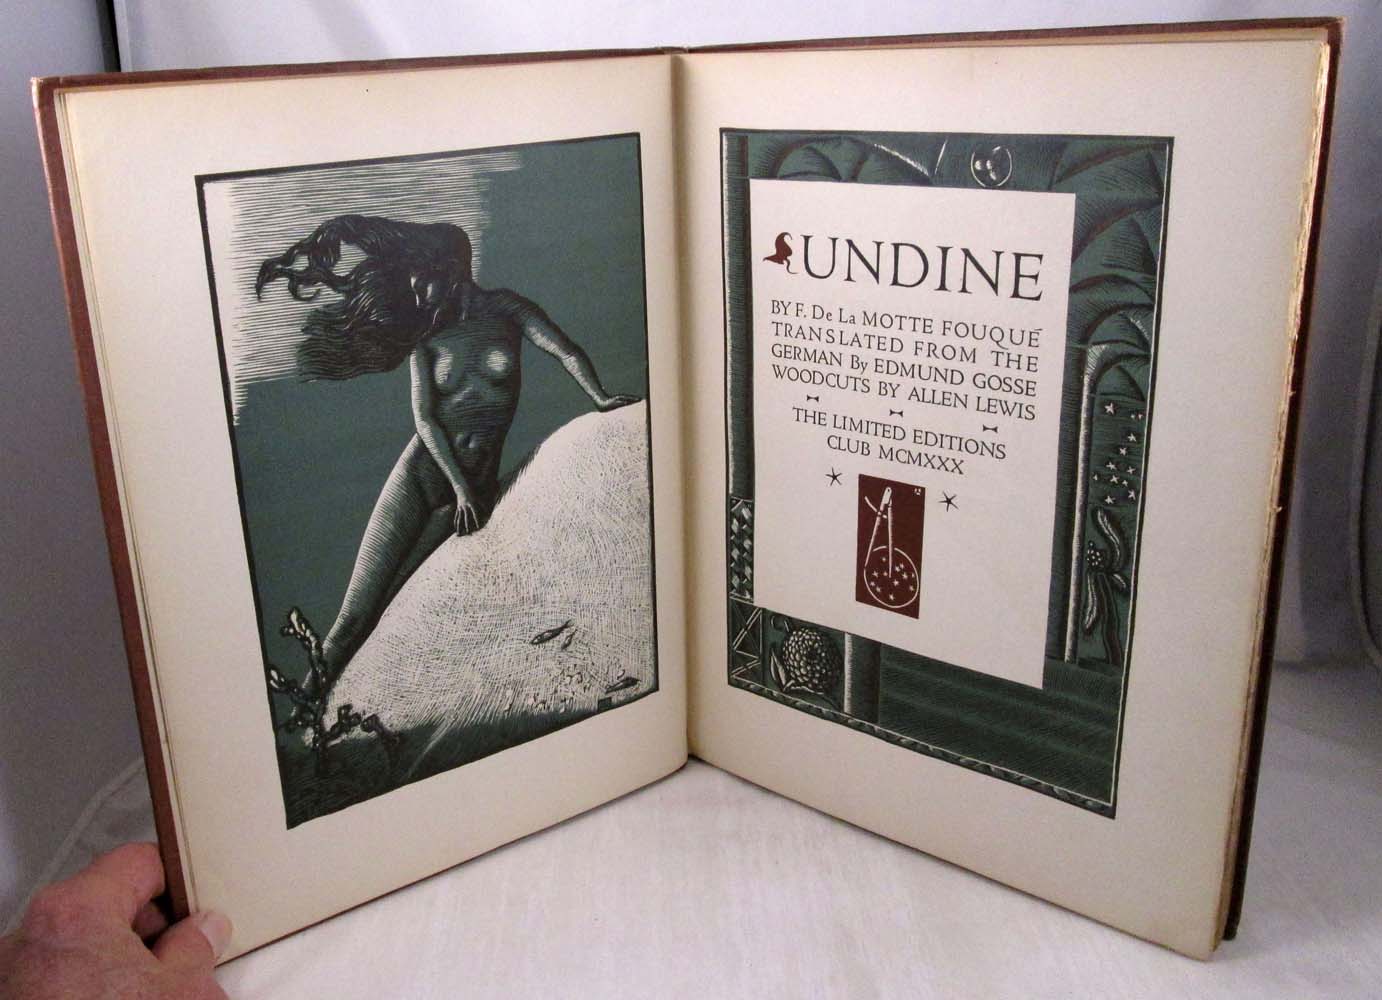 UNDINE
BY F. De La MOTTE FOUQUÉ
TRANSLATED FROM THE
GERMAN By EDMUND GOSSE
WOODCUTS BY ALLEN LEWIS
THE LIMITED EDITIONS
CLUB MCMXXX